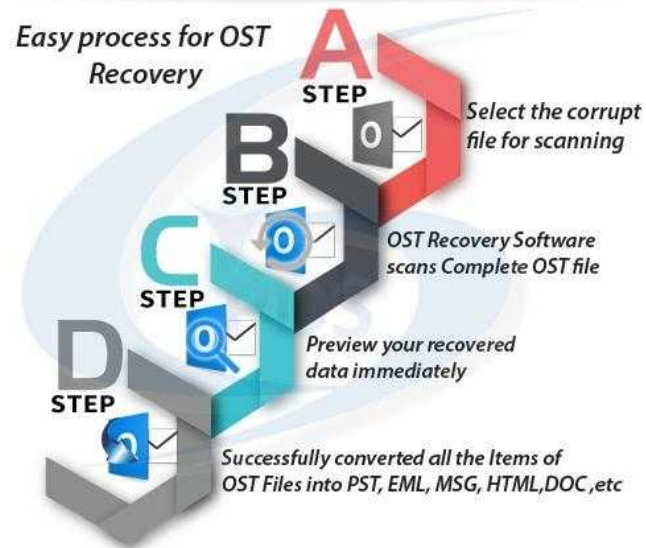 Easy process for OST
Recovery
A
STEP
Select the corrupt
file for scanning
B
STEP
OST Recovery Software
scans Complete OST file
C
STEP
Preview your recovered
data immediately
D
STEP
Successfully converted all the Items of
OST Files into PST, EML, MSG, HTML,DOC ,etc